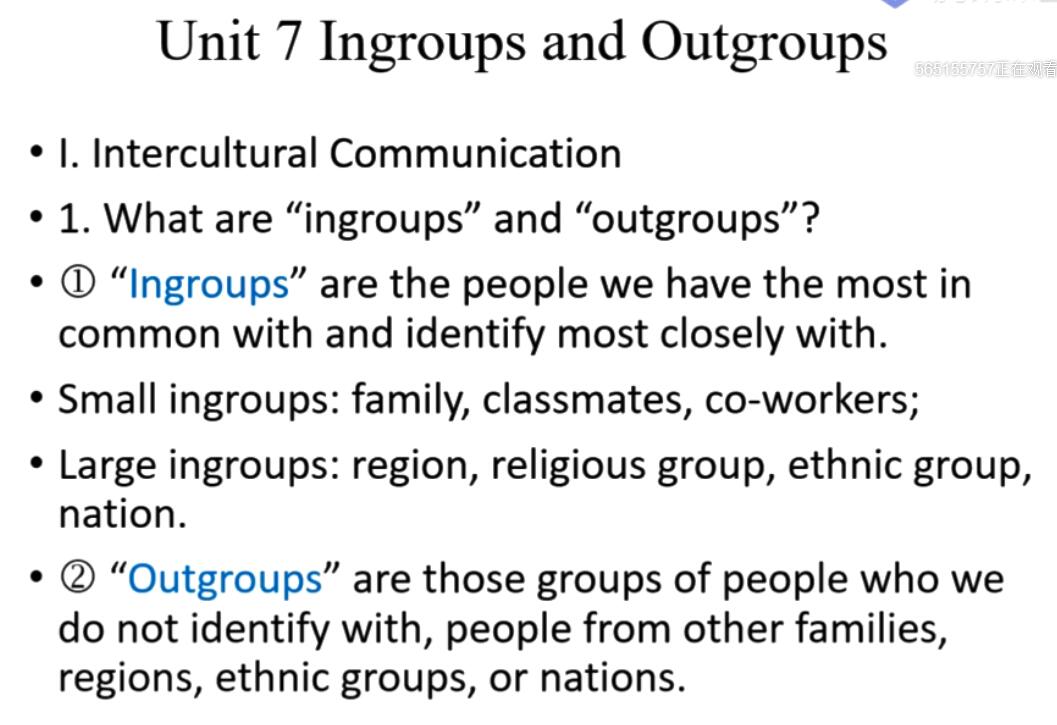 Unit 7 Ingroups and Outgroups
565155757正在观看
• I. Intercultural Communication
• 1. What are “ingroups” and “outgroups”?
• ① “Ingroups” are the people we have the most in
common with and identify most closely with.
• Small ingroups: family, classmates, co-workers;
• Large ingroups: region, religious group, ethnic group,
nation.
• ② “Outgroups” are those groups of people who we
do not identify with, people from other families,
regions, ethnic groups, or nations.